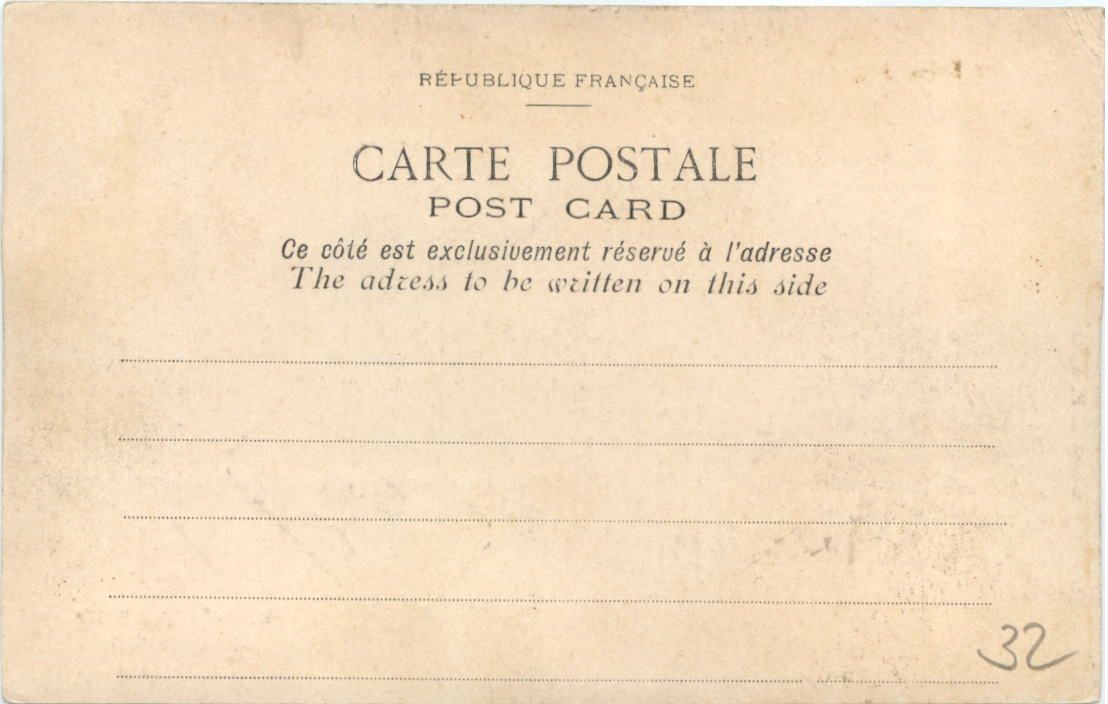 RÉPUBLIQUE FRANÇAISE
CARTE POSTALE
POST CARD
Ce côté est exclusivement réservé à l'adresse
The adress to be written on this side
32